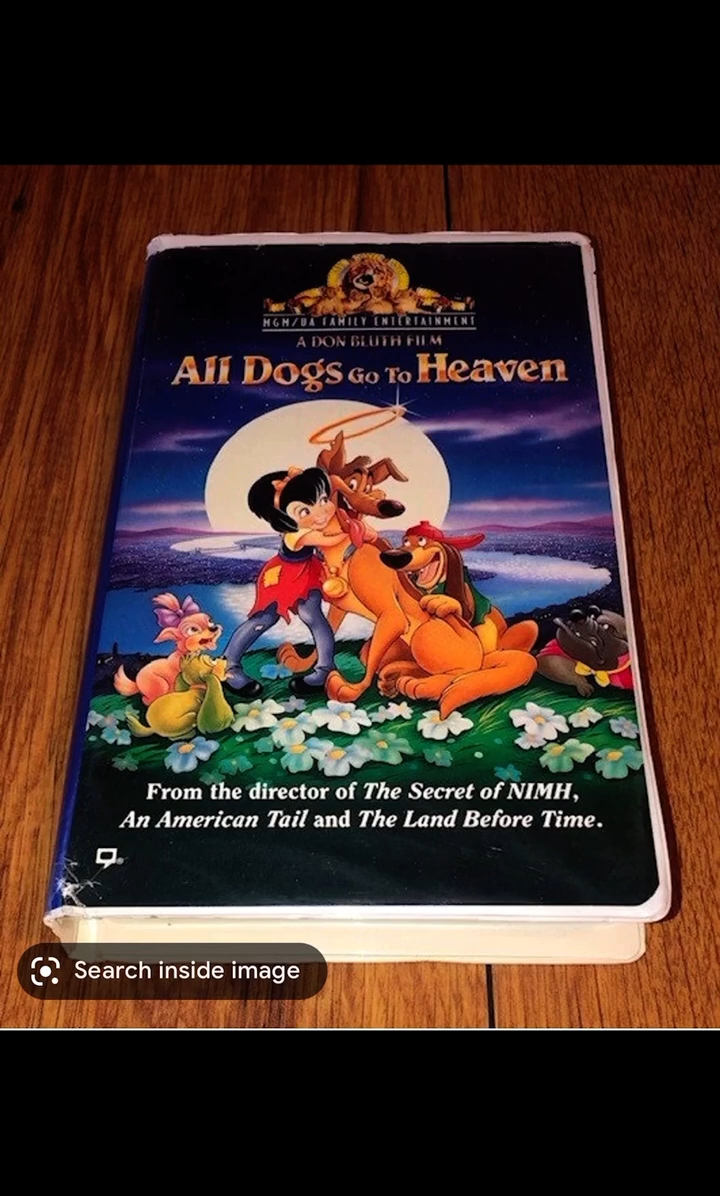 MGM/UA FAMILY ENTERTAINMENT
A DON BLUTH FILM
All Dogs Go To Heaven
From the director of The Secret of NIMH,
An American Tail and The Land Before Time.
Search inside image